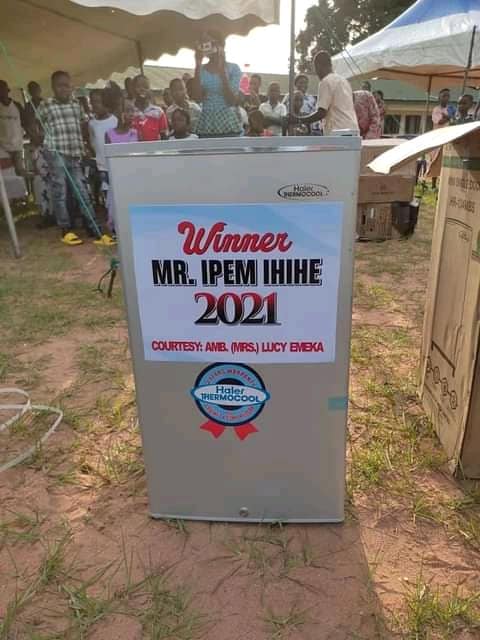 Haier
THERMOCOOL
Winner
MR. IPEM IHIHE
2021
COURTESY: AMB. (MRS.) LUCY EMEKA
Haier
THERMOCOOL